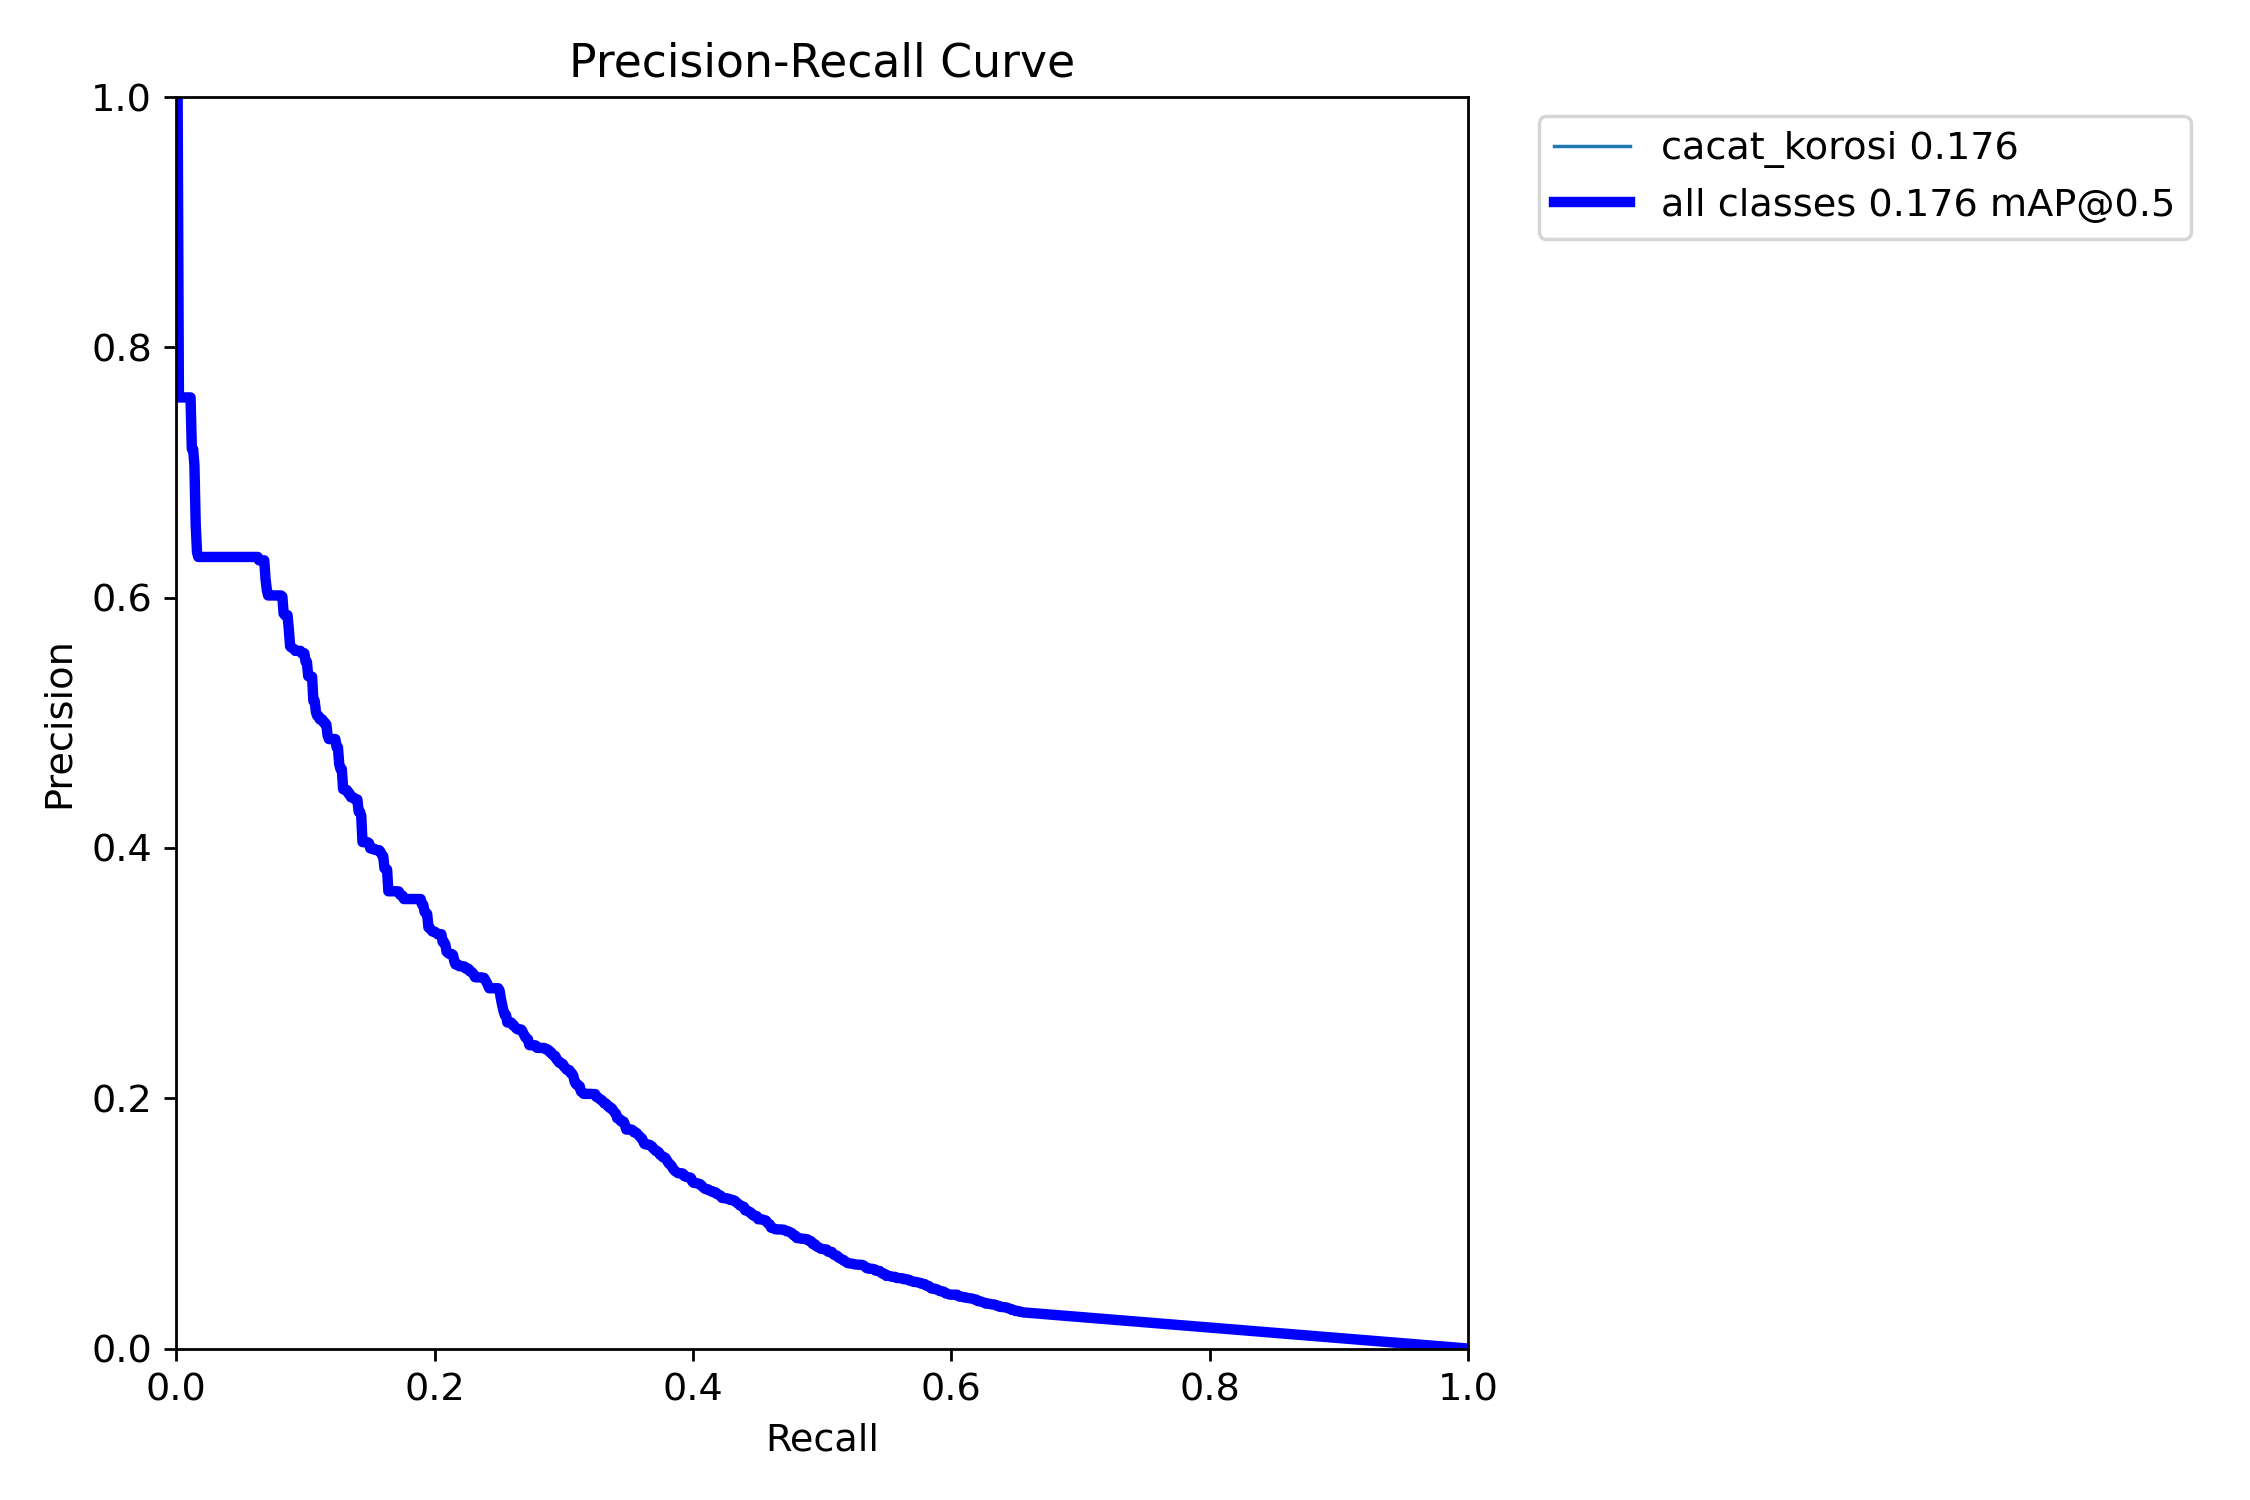 Precision-Recall Curve
1.0
0.8
0.6
0.4
0.2
0.0
Precision
0.0 0.2 0.4 0.6 0.8 1.0
Recall
cacat_korosi 0.176
all classes 0.176 mAP@0.5